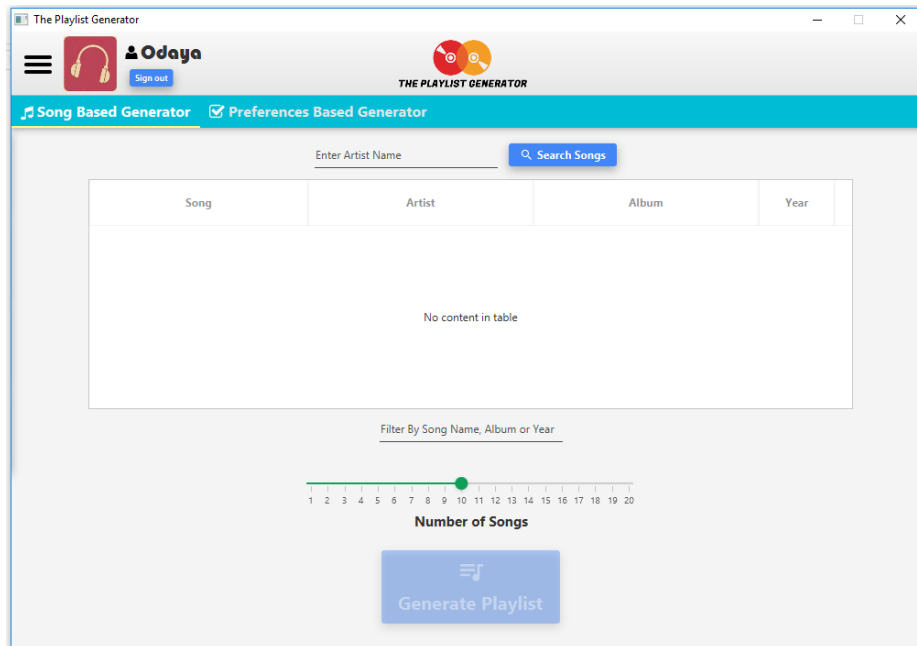 The Playlist Generator
Odaya
Sign out
THE PLAYLIST GENERATOR
Song Based Generator Preferences Based Generator
Enter Artist Name Search Songs
Song Artist Album Year
No content in table
Filter By Song Name, Album or Year
1 2 3 4 5 6 7 8 9 10 11 12 13 14 15 16 17 18 19 20
Number of Songs
Generate Playlist